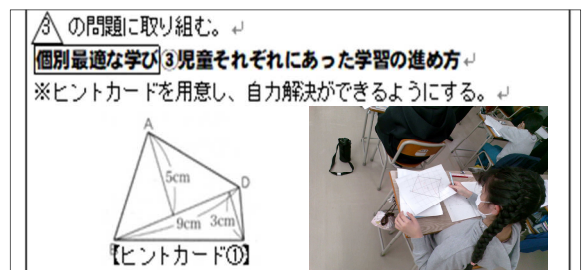 3 の問題に取り組む。
個別最適な学び③児童それぞれにあった学習の進め方
※ヒントカードを用意し、自力解決ができるようにする。
A
5cm
D
9cm 3cm
【ヒントカード①】